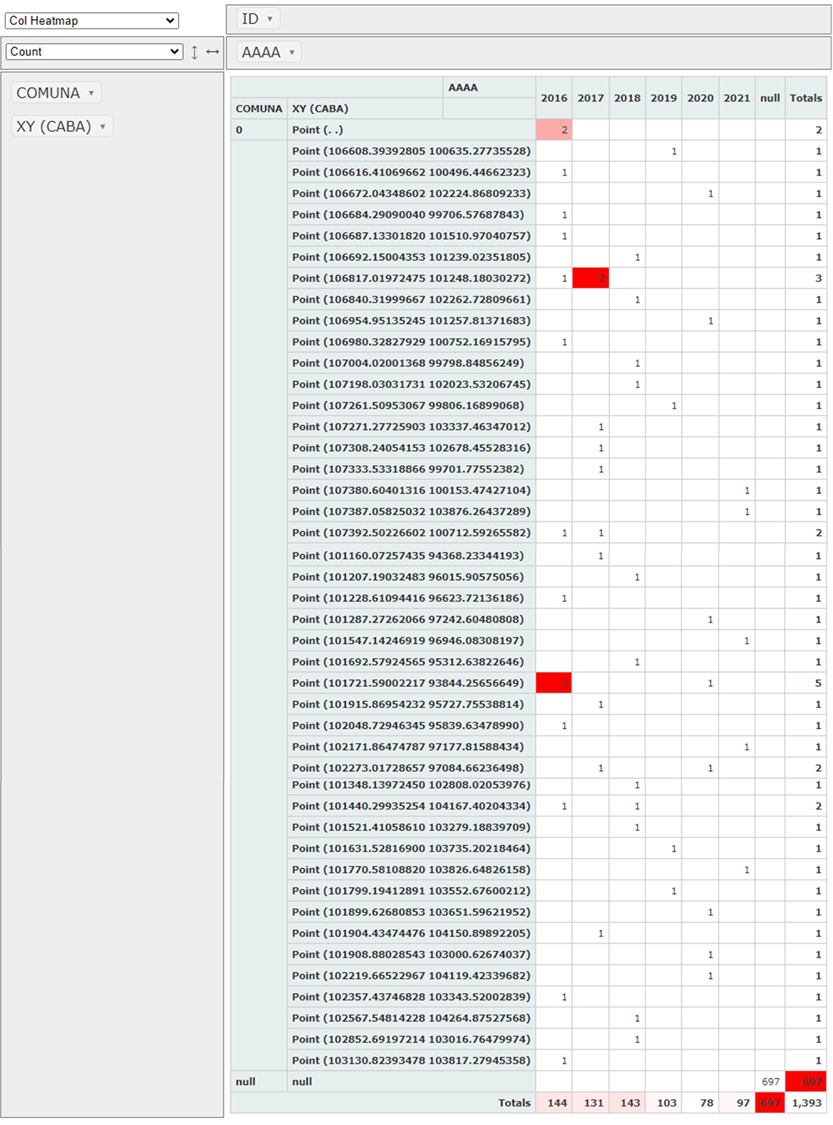 Col Heatmap
ID ▾
Count ↕ ↔
AAAA ▾
COMUNA ▾
XY (CABA) ▾
AAAA 2016 2017 2018 2019 2020 2021 null Totals
COMUNA XY (CABA)
0 Point (. .) 2 2
Point (106608.39392805 100635.27735528) 1 1
Point (106616.41069662 100496.44662323) 1 1
Point (106672.04348602 102224.86809233) 1 1
Point (106684.29090040 99706.57687843) 1 1
Point (106687.13301820 101510.97040757) 1 1
Point (106692.15004353 101239.02351805) 1 1
Point (106817.01972475 101248.18030272) 1 2 3
Point (106840.31999667 102262.72809661) 1 1
Point (106954.95135245 101257.81371683) 1 1
Point (106980.32827929 100752.16915795) 1 1
Point (107004.02001368 99798.84856249) 1 1
Point (107198.03031731 102023.53206745) 1 1
Point (107261.50953067 99806.16899068) 1 1
Point (107271.27725903 103337.46347012) 1 1
Point (107308.24054153 102678.45528316) 1 1
Point (107333.53318866 99701.77552382) 1 1
Point (107380.60401316 100153.47427104) 1 1
Point (107387.05825032 103876.26437289) 1 1
Point (107392.50226602 100712.59265582) 1 1 2
Point (101160.07257435 94368.23344193) 1 1
Point (101207.19032483 96015.90575056) 1 1
Point (101228.61094416 96623.72136186) 1 1
Point (101287.27262066 97242.60480808) 1 1
Point (101547.14246919 96946.08308197) 1 1
Point (101692.57924565 95312.63822646) 1 1
Point (101721.59002217 93844.25656649) 4 1 5
Point (101915.86954232 95727.75538814) 1 1
Point (102048.72946345 95839.63478990) 1 1
Point (102171.86474787 97177.81588434) 1 1
Point (102273.01728657 97084.66236498) 1 1 2
Point (101348.13972450 102808.02053976) 1 1
Point (101440.29935254 104167.40204334) 1 1 2
Point (101521.41058610 103279.18839709) 1 1
Point (101631.52816900 103735.20218464) 1 1
Point (101770.58108820 103826.64826158) 1 1
Point (101799.19412891 103552.67600212) 1 1
Point (101899.62680853 103651.59621952) 1 1
Point (101904.43474476 104150.89892205) 1 1
Point (101908.88028543 103000.62674037) 1 1
Point (102219.66522967 104119.42339682) 1 1
Point (102357.43746828 103343.52002839) 1 1
Point (102567.54814228 104264.87527568) 1 1
Point (102852.69197214 103016.76479974) 1 1
Point (103130.82393478 103817.27945358) 1 1
null null 697 697
Totals 144 131 143 103 78 97 697 1,393